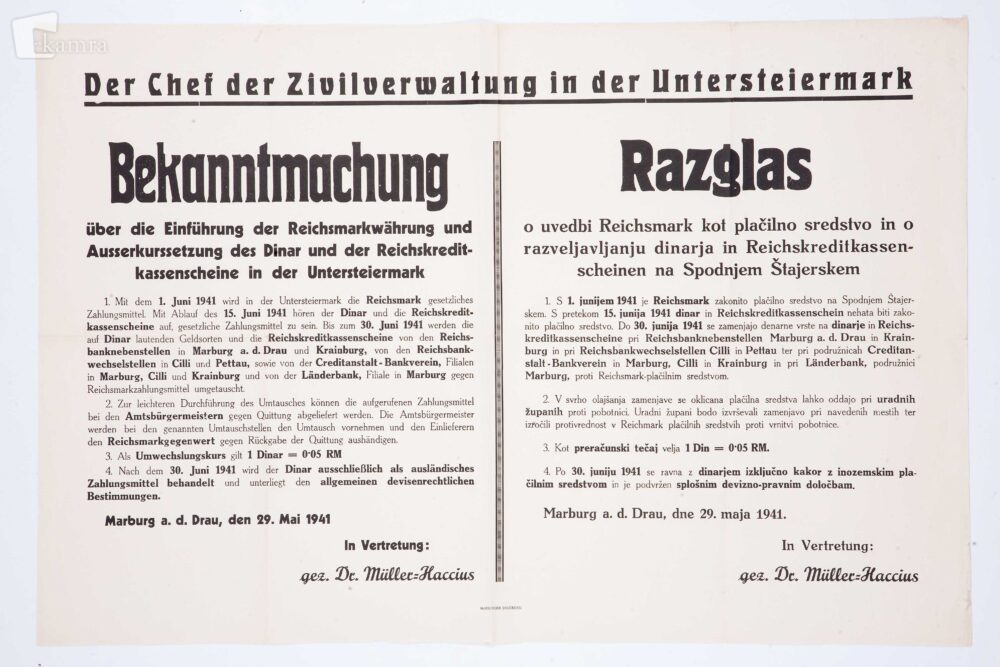 kamra
Der Chef der Zivilverwaltung in der Untersteiermark
Bekanntmachung
über die Einführung der Reichsmarkwährung und
Ausserkurssetzung des Dinar und der Reichskredit-
kassenscheine in der Untersteiermark
1. Mit dem 1. Juni 1941 wird in der Untersteiermark die Reichsmark gesetzliches
Zahlungsmittel. Mit Ablauf des 15. Juni 1941 hören der Dinar und die Reichskredit-
kassenscheine auf, gesetzliche Zahlungsmittel zu sein. Bis zum 30. Juni 1941 werden die
auf Dinar lautenden Geldsorten und die Reichskreditkassenscheine von den Reichs-
banknebenstellen in Marburg a. d. Drau und Krainburg, von den Reichsbank-
wechselstellen in Cilli und Pettau, sowie von der Creditanstalt-Bankverein, Filialen
in Marburg, Cilli und Krainburg und von der Länderbank, Filiale in Marburg gegen
Reichsmarkzahlungsmittel umgetauscht.
2. Zur leichteren Durchführung des Umtausches können die aufgerufenen Zahlungsmittel
bei den Amtsbürgermeistern gegen Quittung abgeliefert werden. Die Amtsbürgermeister
werden bei den genannten Umtauschstellen den Umtausch vornehmen und den Einlieferern
den Reichsmarkgegenwert gegen Rückgabe der Quittung aushändigen.
3. Als Umwechslungskurs gilt 1 Dinar = 0·05 RM
4. Nach dem 30. Juni 1941 wird der Dinar ausschließlich als ausländisches
Zahlungsmittel behandelt und unterliegt den allgemeinen devisenrechtlichen
Bestimmungen.
Marburg a. d. Drau, den 29. Mai 1941
In Vertretung:
gez. Dr. Müller-Haccius
Razglas
o uvedbi Reichsmark kot plačilno sredstvo in o
razveljavljanju dinarja in Reichskreditkassen-
scheinen na Spodnjem Štajerskem
1. S 1. junijem 1941 je Reichsmark zakonito plačilno sredstvo na Spodnjem Štajer-
skem. S pretekom 15. junija 1941 dinar in Reichskreditkassenschein nehata biti zako-
nito plačilno sredstvo. Do 30. junija 1941 se zamenjajo denarne vrste na dinarje in Reichs-
kreditkassenscheine pri Reichsbanknebenstellen Marburg a. d. Drau in Krain-
burg in pri Reichsbankwechselstellen Cilli in Pettau ter pri podružnicah Creditan-
stalt-Bankverein in Marburg, Cilli in Krainburg in pri Länderbank, podružnici
Marburg, proti Reichsmark-plačilnim sredstvom.
2. V svrho olajšanja zamenjave se oklicana plačilna sredstva lahko oddajo pri uradnih
županih proti pobotnici. Uradni župani bodo izvrševali zamenjavo pri navedenih mestih ter
izročili protivrednost v Reichmark plačilnih sredstvih proti vrnitvi pobotnice.
3. Kot preračunski tečaj velja 1 Din = 0·05 RM.
4. Po 30. juniju 1941 se ravna z dinarjem izključno kakor z inozemskim pla-
čilnim sredstvom in je podvržen splošnim devizno-pravnim določbam.
Marburg a. d. Drau, dne 29. maja 1941.
In Vertretung:
gez. Dr. Müller-Haccius